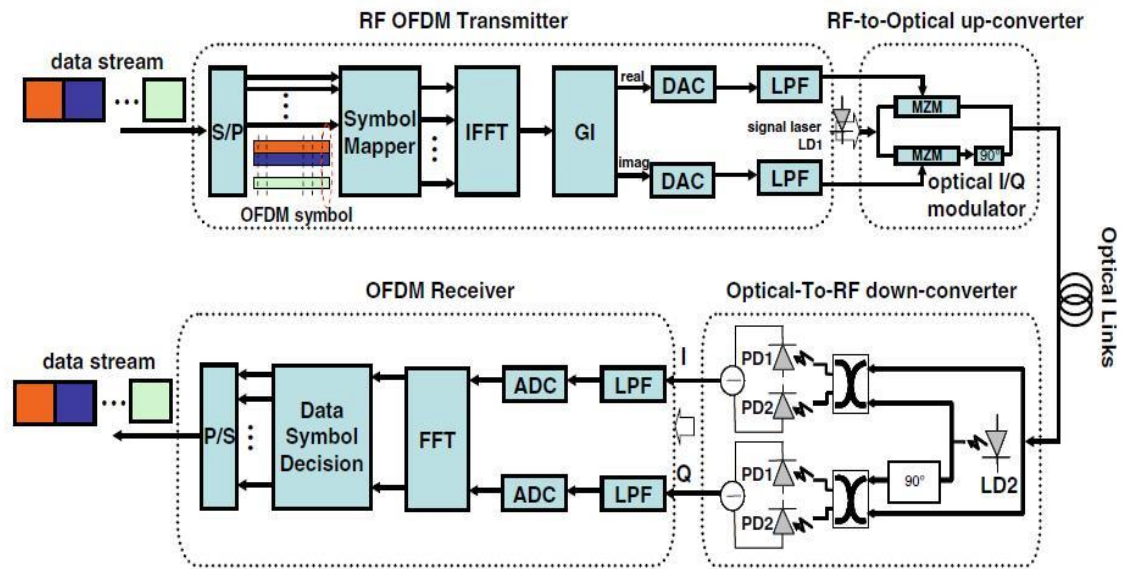 RF OFDM Transmitter
RF-to-Optical up-converter
data stream
S/P
OFDM symbol
Symbol
Mapper
IFFT
GI
real
imag
DAC
LPF
DAC
LPF
signal laser
LD1
MZM
MZM
90°
optical I/Q
modulator
Optical Links
OFDM Receiver
Optical-To-RF down-converter
data stream
P/S
Data
Symbol
Decision
FFT
ADC
LPF
I
ADC
LPF
Q
PD1
PD2
PD1
PD2
90°
LD2